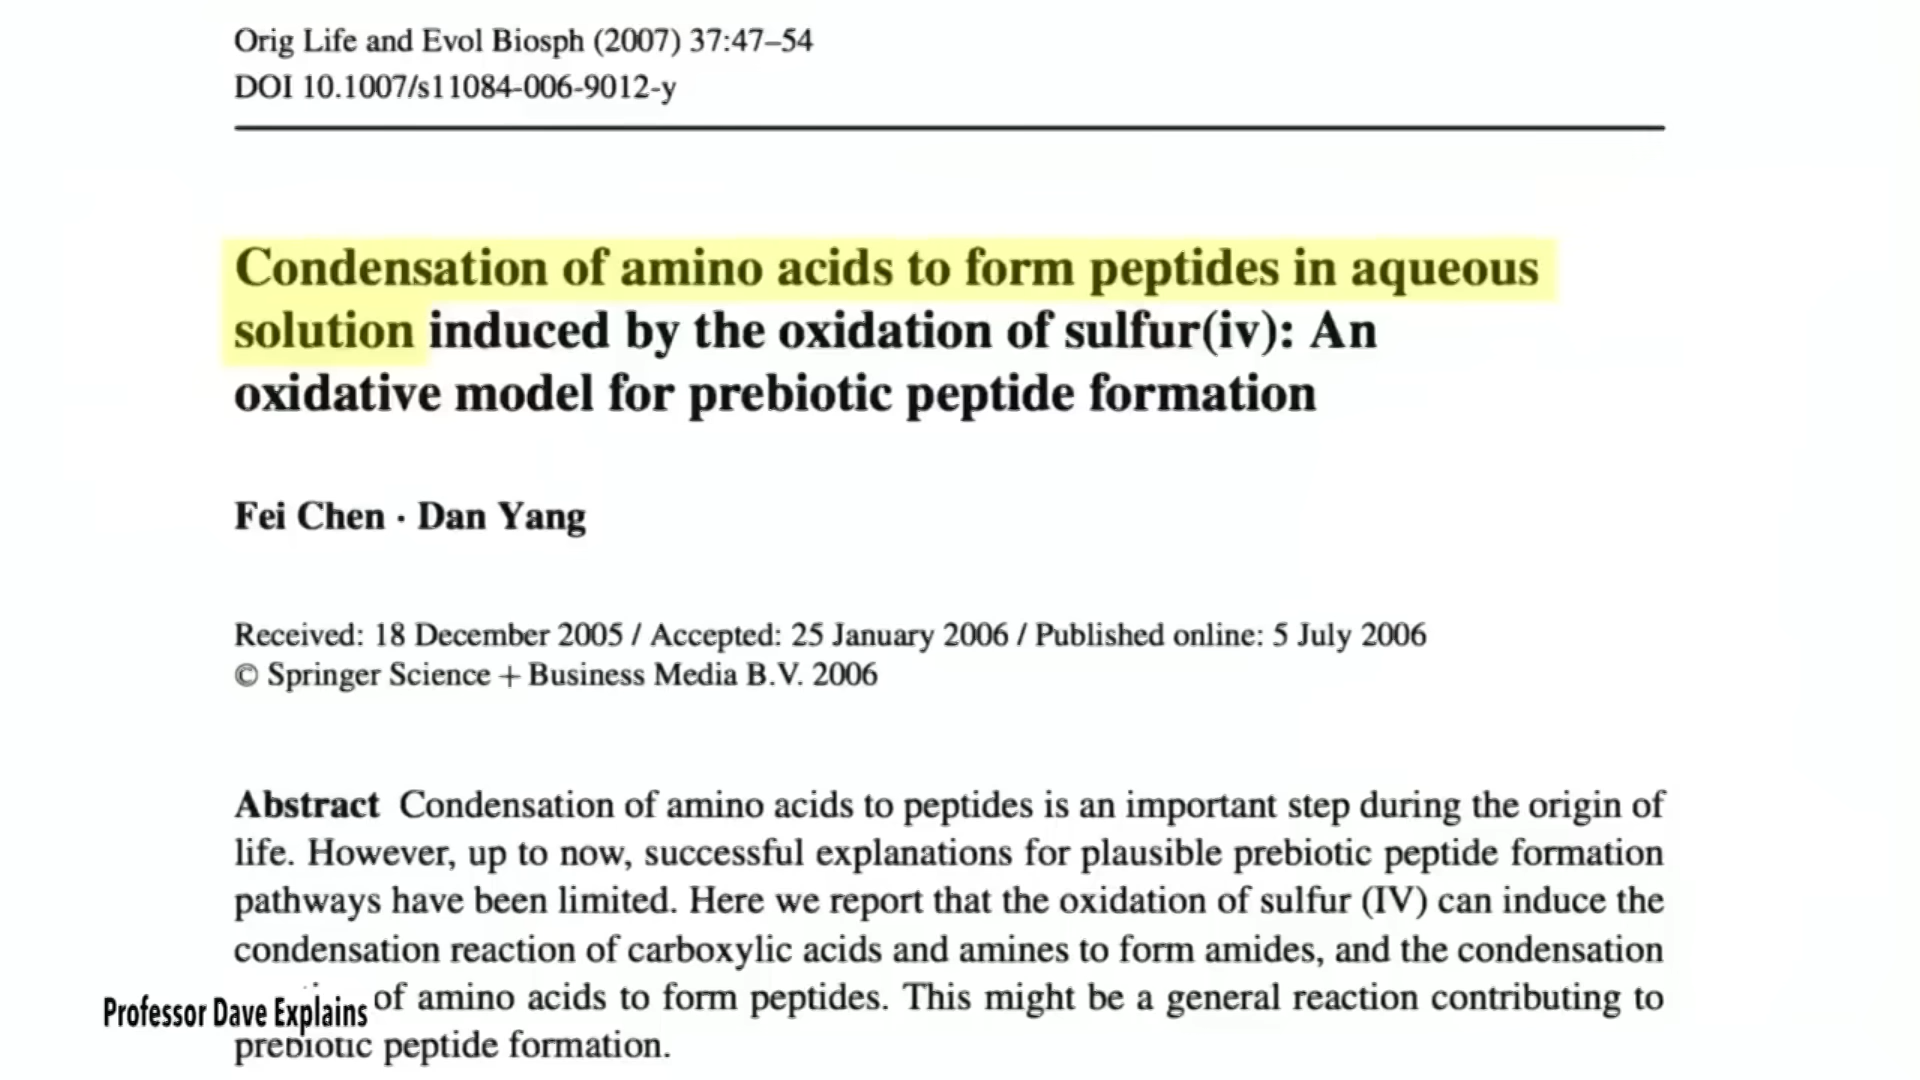 Orig Life and Evol Biosph (2007) 37:47–54
DOI 10.1007/s11084-006-9012-y
Condensation of amino acids to form peptides in aqueous
solution induced by the oxidation of sulfur(iv): An
oxidative model for prebiotic peptide formation
Fei Chen · Dan Yang
Received: 18 December 2005 / Accepted: 25 January 2006 / Published online: 5 July 2006
© Springer Science + Business Media B.V. 2006
Abstract Condensation of amino acids to peptides is an important step during the origin of
life. However, up to now, successful explanations for plausible prebiotic peptide formation
pathways have been limited. Here we report that the oxidation of sulfur (IV) can induce the
condensation reaction of carboxylic acids and amines to form amides, and the condensation
of amino acids to form peptides. This might be a general reaction contributing to
Professor Dave Explains
prebiotic peptide formation.